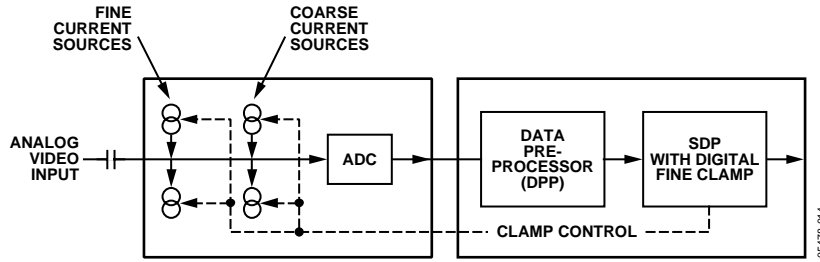 FINE
CURRENT
SOURCES
COARSE
CURRENT
SOURCES
ANALOG
VIDEO
INPUT
ADC
DATA
PRE-
PROCESSOR
(DPP)
SDP
WITH DIGITAL
FINE CLAMP
CLAMP CONTROL